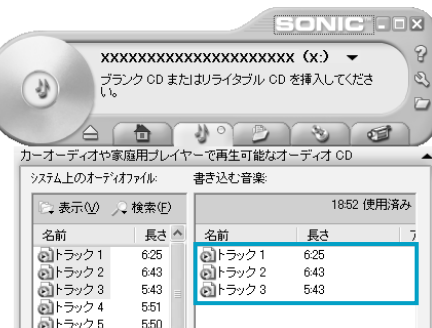 SONIC
XXXXXXXXXXXXXXXXXXXXXX (X:)
ブランク CD またはリライタブル CD を挿入してくださ
い。
カーオーディオや家庭用プレイヤーで再生可能なオーディオ CD
システム上のオーディオファイル:
書き込む音楽:
表示(V) 検索(F)
18:52 使用済み
名前 長さ
トラック 1 6:25
トラック 2 6:43
トラック 3 5:43
トラック 4 5:51
トラック 5 5:50
名前 長さ
トラック 1 6:25
トラック 2 6:43
トラック 3 5:43